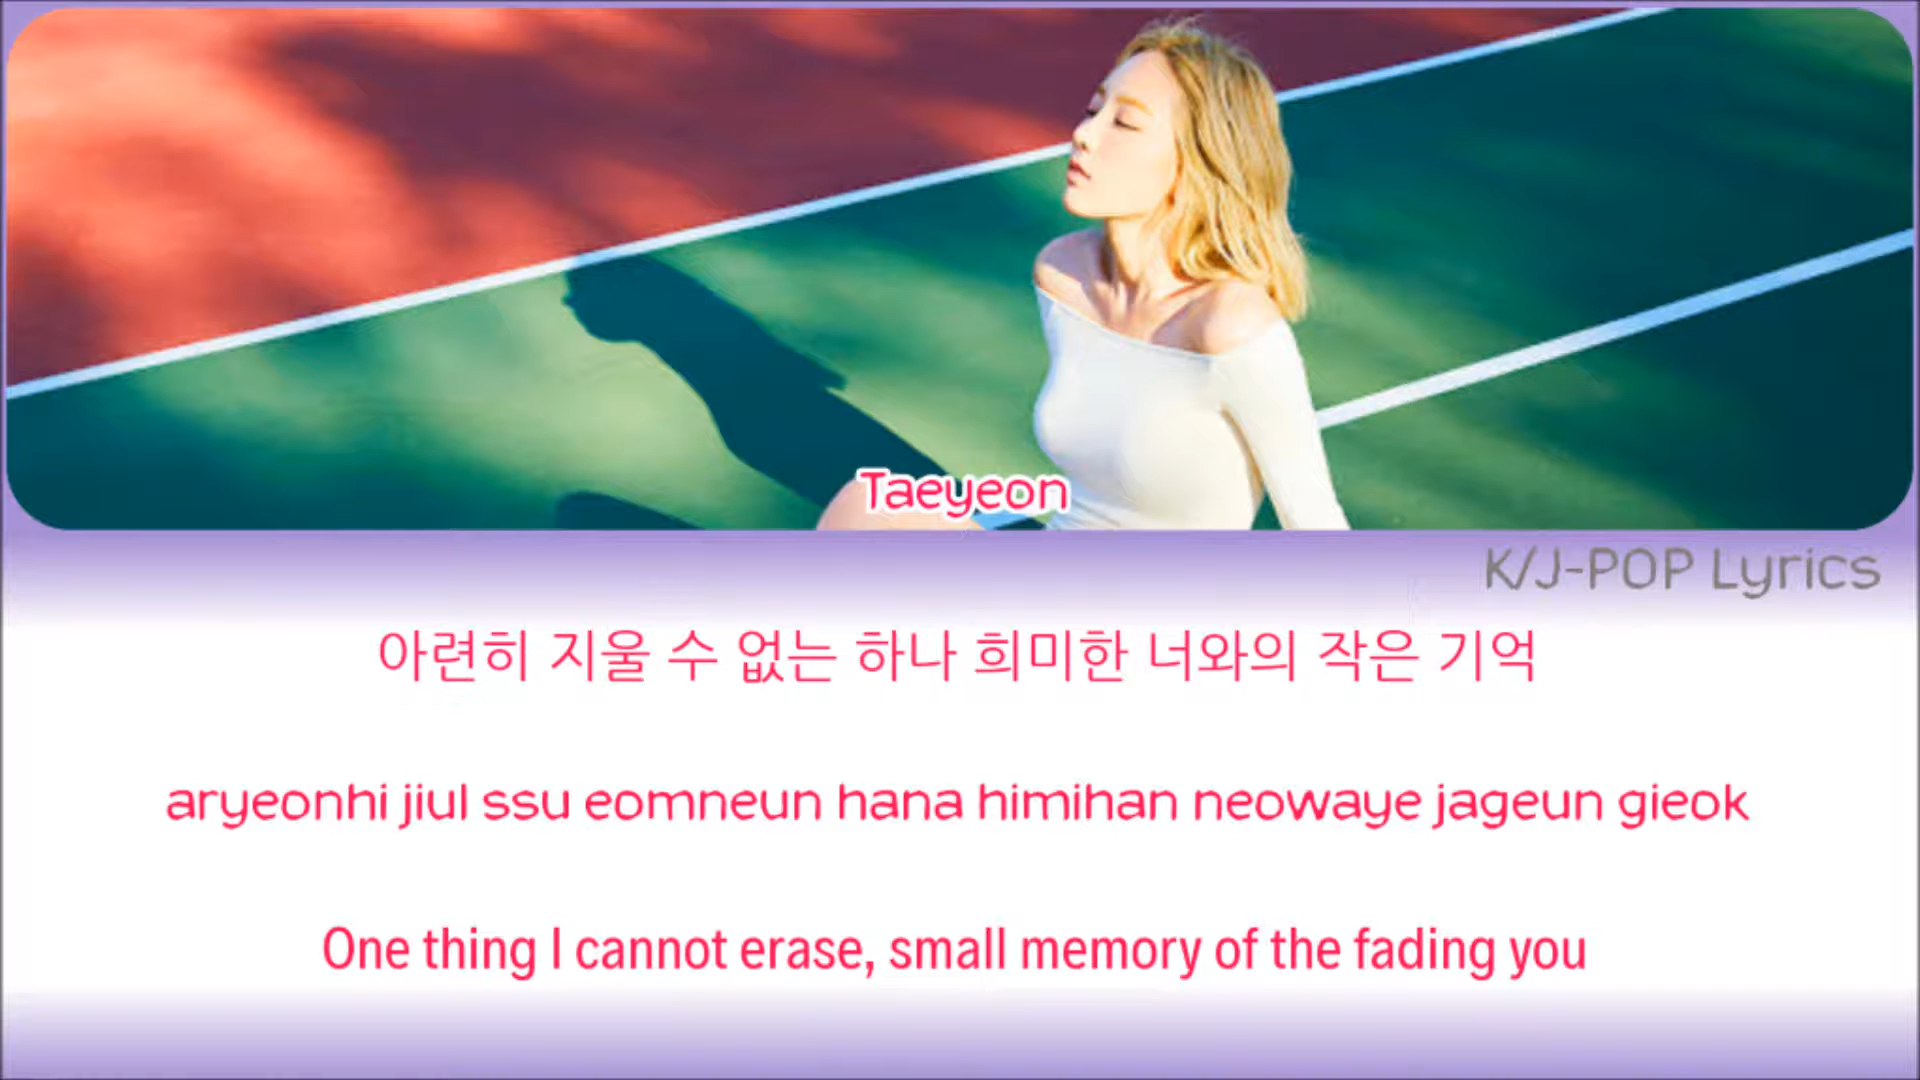 Taeyeon
K/J-POP Lyrics
아련히 지울 수 없는 하나 희미한 너와의 작은 기억
aryeonhi jiul ssu eomneun hana himihan neowaye jageun gieok
One thing I cannot erase, small memory of the fading you